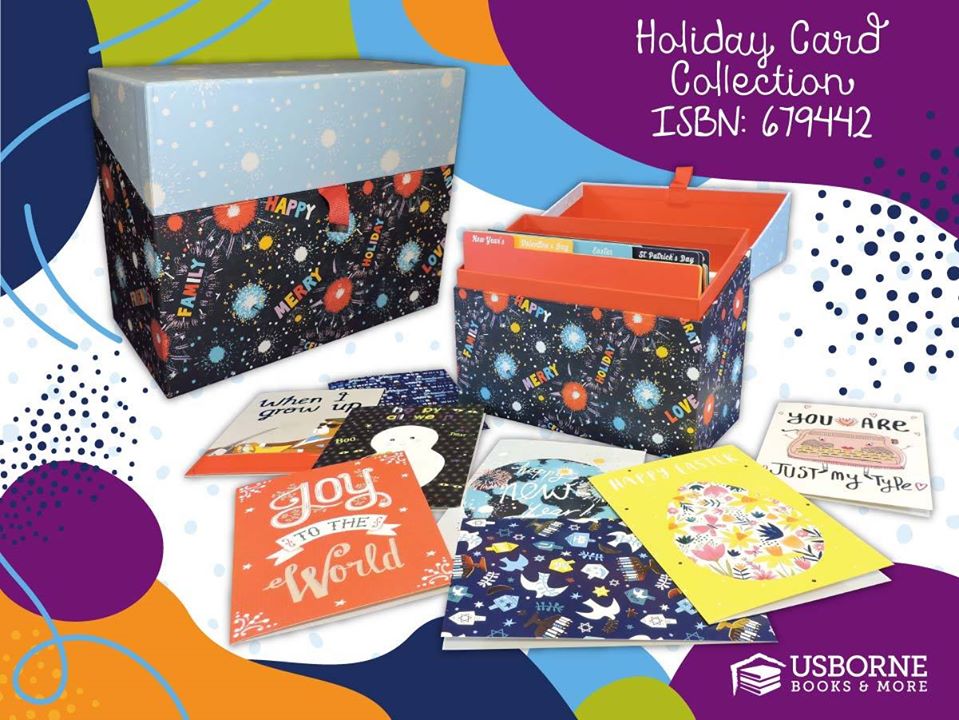 Holiday Card
Collection
ISBN: 679442
HAPPY
FAMILY
HOLIDAY
MERRY
LOVE
New Year's
Valentine's Day
Easter
St Patrick's Day
HAPPY
FAMILY
MERRY
HOLIDAY
LOVE
When I
grow up
Boo
JOY
TO THE
World
Happy
new
year!
HAPPY EASTER
YOU ARE
JUST my TYPe
USBORNE
BOOKS & MORE